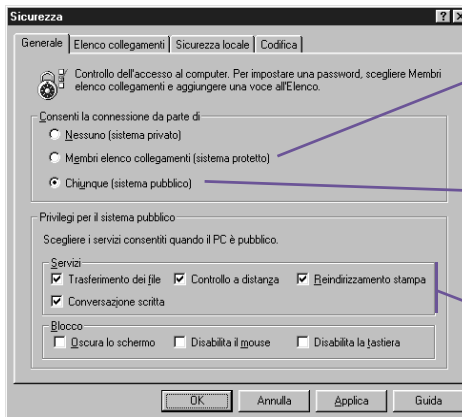 Sicurezza
Generale Elenco collegamenti Sicurezza locale Codifica
Controllo dell'accesso al computer. Per impostare una password, scegliere Membri
elenco collegamenti e aggiungere una voce all'Elenco.
Consenti la connessione da parte di
Nessuno (sistema privato)
Membri elenco collegamenti (sistema protetto)
Chiunque (sistema pubblico)
Privilegi per il sistema pubblico
Scegliere i servizi consentiti quando il PC è pubblico.
Servizi
Trasferimento dei file Controllo a distanza Reindirizzamento stampa
Conversazione scritta
Blocco
Oscura lo schermo Disabilita il mouse Disabilita la tastiera
OK Annulla Applica Guida